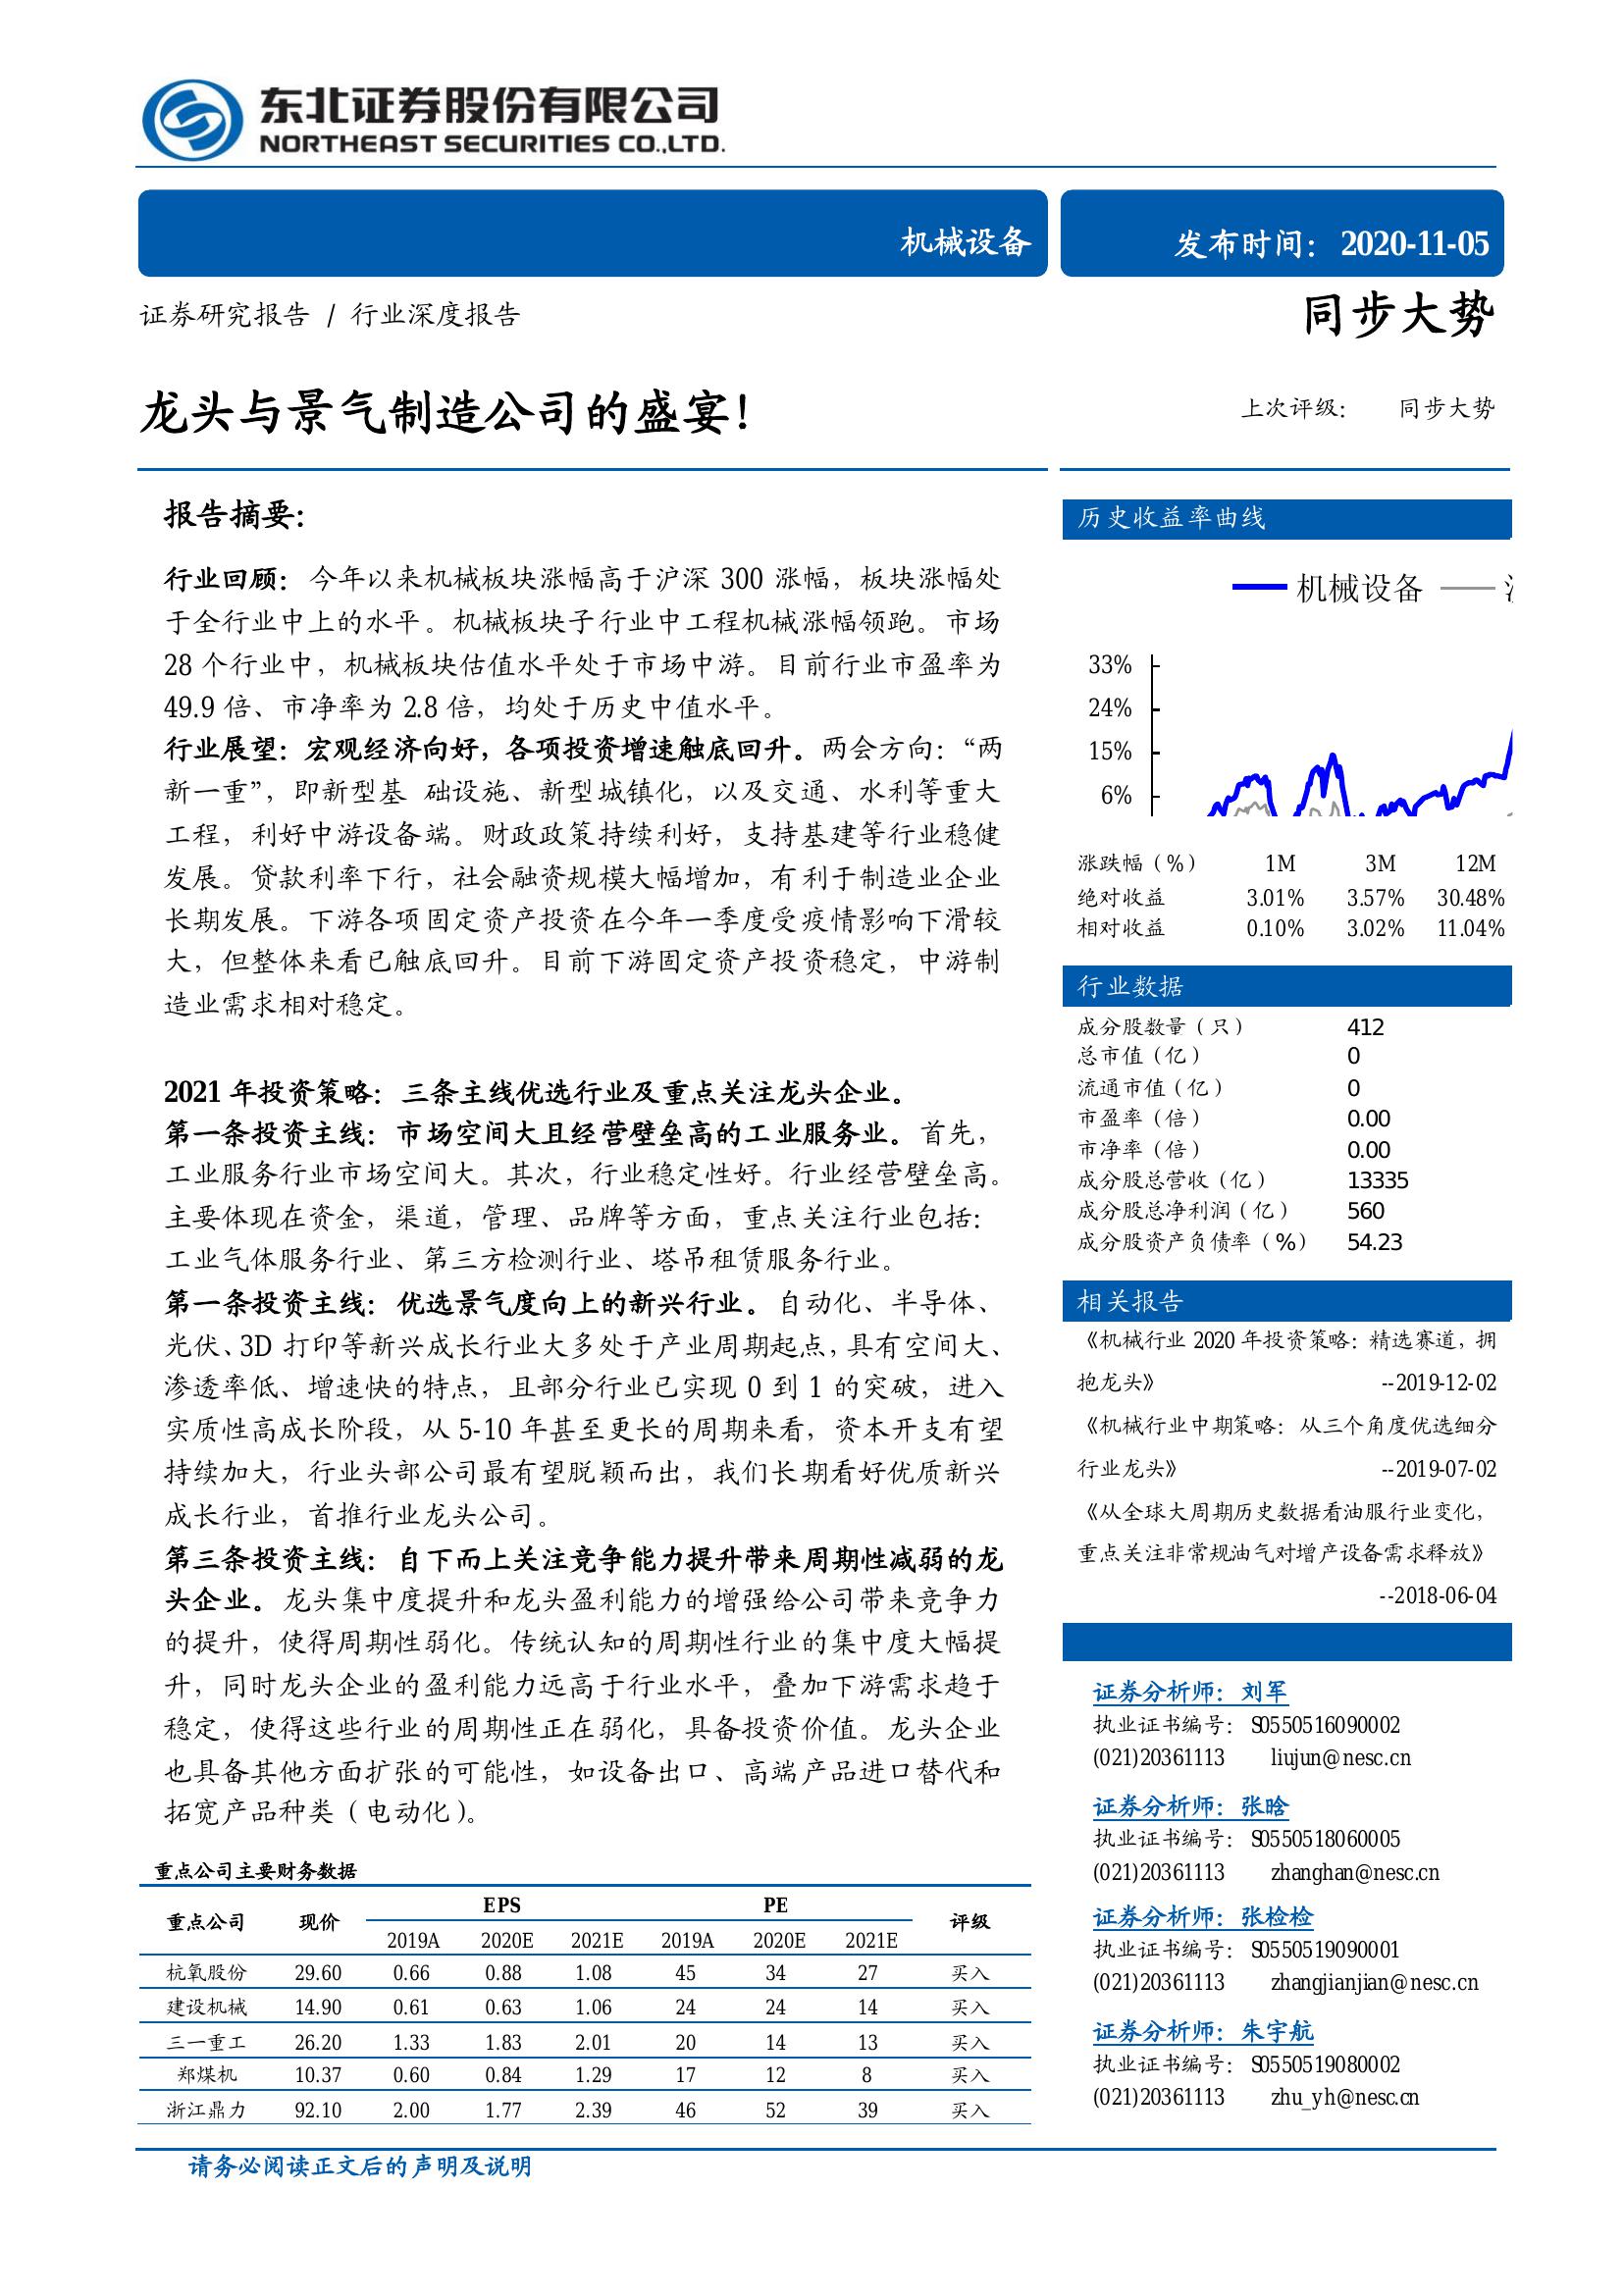 东北证券股份有限公司
NORTHEAST SECURITIES CO.,LTD.
机械设备
发布时间：2020-11-05
证券研究报告 / 行业深度报告
同步大势
龙头与景气制造公司的盛宴！
上次评级： 同步大势
报告摘要：
行业回顾：今年以来机械板块涨幅高于沪深 300 涨幅，板块涨幅处
于全行业中上的水平。机械板块子行业中工程机械涨幅领跑。市场
28 个行业中，机械板块估值水平处于市场中游。目前行业市盈率为
49.9 倍、市净率为 2.8 倍，均处于历史中值水平。
行业展望：宏观经济向好，各项投资增速触底回升。两会方向：“两
新一重”，即新型基 础设施、新型城镇化，以及交通、水利等重大
工程，利好中游设备端。财政政策持续利好，支持基建等行业稳健
发展。贷款利率下行，社会融资规模大幅增加，有利于制造业企业
长期发展。下游各项固定资产投资在今年一季度受疫情影响下滑较
大，但整体来看已触底回升。目前下游固定资产投资稳定，中游制
造业需求相对稳定。
2021 年投资策略：三条主线优选行业及重点关注龙头企业。
第一条投资主线：市场空间大且经营壁垒高的工业服务业。首先，
工业服务行业市场空间大。其次，行业稳定性好。行业经营壁垒高。
主要体现在资金，渠道，管理、品牌等方面，重点关注行业包括：
工业气体服务行业、第三方检测行业、塔吊租赁服务行业。
第一条投资主线：优选景气度向上的新兴行业。自动化、半导体、
光伏、3D 打印等新兴成长行业大多处于产业周期起点，具有空间大、
渗透率低、增速快的特点，且部分行业已实现 0 到 1 的突破，进入
实质性高成长阶段，从 5-10 年甚至更长的周期来看，资本开支有望
持续加大，行业头部公司最有望脱颖而出，我们长期看好优质新兴
成长行业，首推行业龙头公司。
第三条投资主线：自下而上关注竞争能力提升带来周期性减弱的龙
头企业。龙头集中度提升和龙头盈利能力的增强给公司带来竞争力
的提升，使得周期性弱化。传统认知的周期性行业的集中度大幅提
升，同时龙头企业的盈利能力远高于行业水平，叠加下游需求趋于
稳定，使得这些行业的周期性正在弱化，具备投资价值。龙头企业
也具备其他方面扩张的可能性，如设备出口、高端产品进口替代和
拓宽产品种类（电动化）。
重点公司主要财务数据
重点公司 现价 EPS PE 评级
2019A 2020E 2021E 2019A 2020E 2021E
杭氧股份 29.60 0.66 0.88 1.08 45 34 27 买入
建设机械 14.90 0.61 0.63 1.06 24 24 14 买入
三一重工 26.20 1.33 1.83 2.01 20 14 13 买入
郑煤机 10.37 0.60 0.84 1.29 17 12 8 买入
浙江鼎力 92.10 2.00 1.77 2.39 46 52 39 买入
历史收益率曲线
机械设备
33%
24%
15%
6%
涨跌幅（%） 1M 3M 12M
绝对收益 3.01% 3.57% 30.48%
相对收益 0.10% 3.02% 11.04%
行业数据
成分股数量（只） 412
总市值（亿） 0
流通市值（亿） 0
市盈率（倍） 0.00
市净率（倍） 0.00
成分股总营收（亿） 13335
成分股总净利润（亿） 560
成分股资产负债率（%） 54.23
相关报告
《机械行业 2020 年投资策略：精选赛道，拥
抱龙头》 --2019-12-02
《机械行业中期策略：从三个角度优选细分
行业龙头》 --2019-07-02
《从全球大周期历史数据看油服行业变化，
重点关注非常规油气对增产设备需求释放》
--2018-06-04
证券分析师：刘军
执业证书编号：S0550516090002
(021)20361113 liujun@nesc.cn
证券分析师：张晗
执业证书编号：S0550518060005
(021)20361113 zhanghan@nesc.cn
证券分析师：张检检
执业证书编号：S0550519090001
(021)20361113 zhangjianjian@nesc.cn
证券分析师：朱宇航
执业证书编号：S0550519080002
(021)20361113 zhu_yh@nesc.cn
请务必阅读正文后的声明及说明